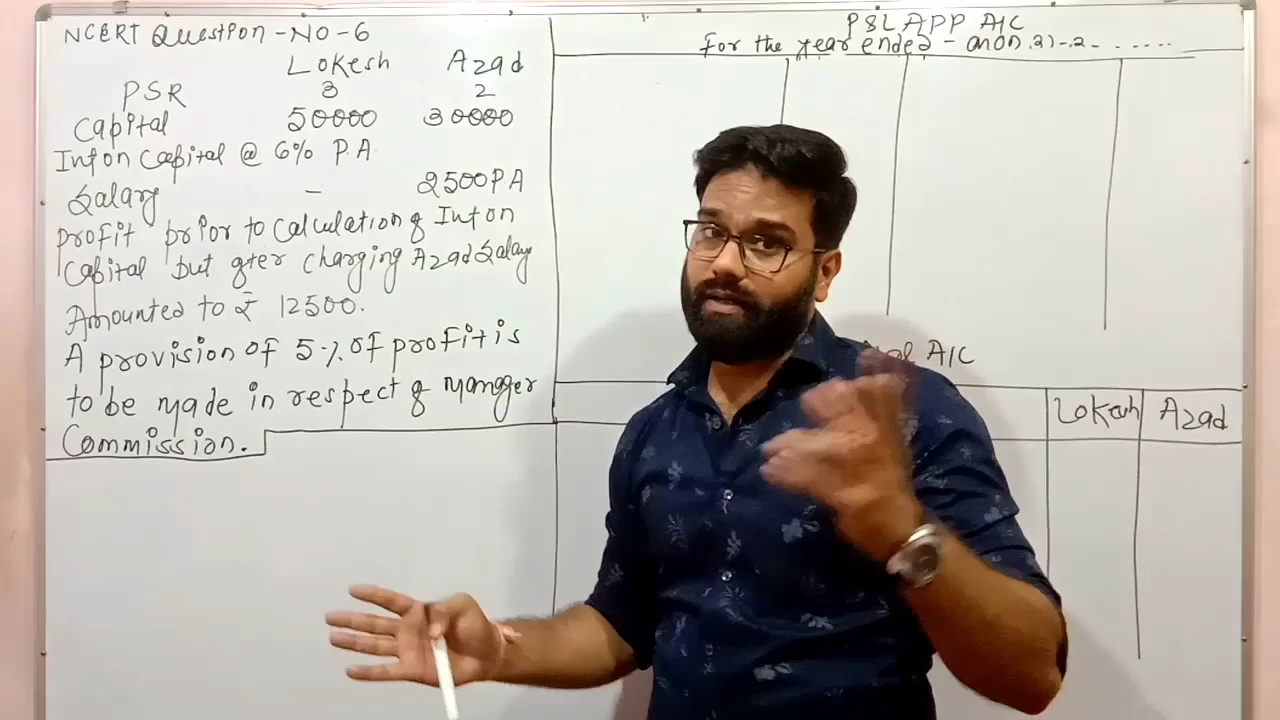 NCERT Question - NO - 6
Lokesh Azad
PSR 3 2
Capital 50000 30000
Int on Capital @ 6% P.A
Salary - 2500 PA
Profit prior to Calculation of Int on
Capital but after charging Azad Salary
Amounted to ₹ 12500.
A provision of 5% of profit is
to be made in respect of Manager
Commission.
P&L APP A/C
For the year ended
A/C
Lokesh Azad